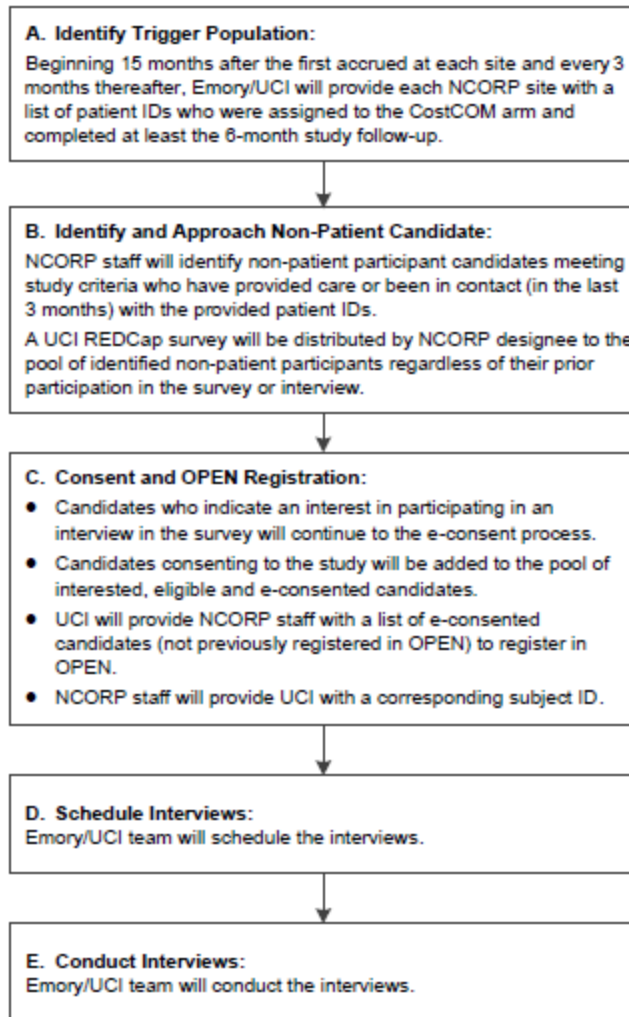 A. Identify Trigger Population:
Beginning 15 months after the first accrued at each site and every 3
months thereafter, Emory/UCI will provide each NCORP site with a
list of patient IDs who were assigned to the CostCOM arm and
completed at least the 6-month study follow-up.
B. Identify and Approach Non-Patient Candidate:
NCORP staff will identify non-patient participant candidates meeting
study criteria who have provided care or been in contact (in the last
3 months) with the provided patient IDs.
A UCI REDCap survey will be distributed by NCORP designee to the
pool of identified non-patient participants regardless of their prior
participation in the survey or interview.
C. Consent and OPEN Registration:
• Candidates who indicate an interest in participating in an
interview in the survey will continue to the e-consent process.
• Candidates consenting to the study will be added to the pool of
interested, eligible and e-consented candidates.
• UCI will provide NCORP staff with a list of e-consented
candidates (not previously registered in OPEN) to register in
OPEN.
• NCORP staff will provide UCI with a corresponding subject ID.
D. Schedule Interviews:
Emory/UCI team will schedule the interviews.
E. Conduct Interviews:
Emory/UCI team will conduct the interviews.